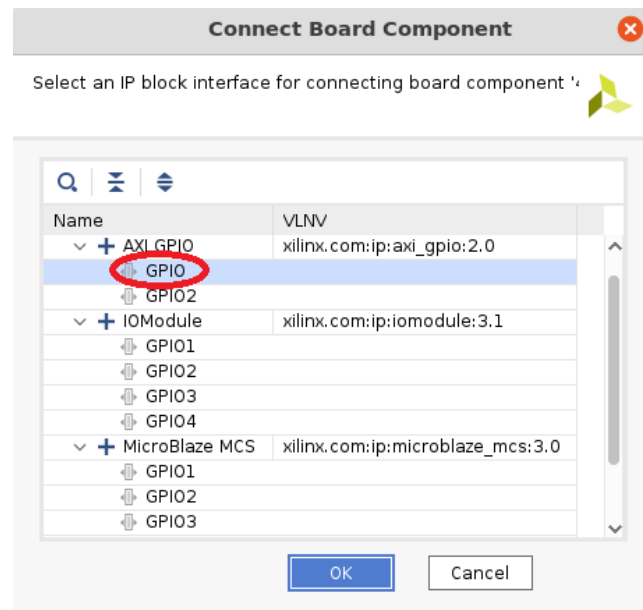 Connect Board Component
Select an IP block interface for connecting board component '4
Name VLNV
AXI GPIO xilinx.com:ip:axi_gpio:2.0
GPIO
GPIO2
IOModule xilinx.com:ip:iomodule:3.1
GPIO1
GPIO2
GPIO3
GPIO4
MicroBlaze MCS xilinx.com:ip:microblaze_mcs:3.0
GPIO1
GPIO2
GPIO3
OK Cancel